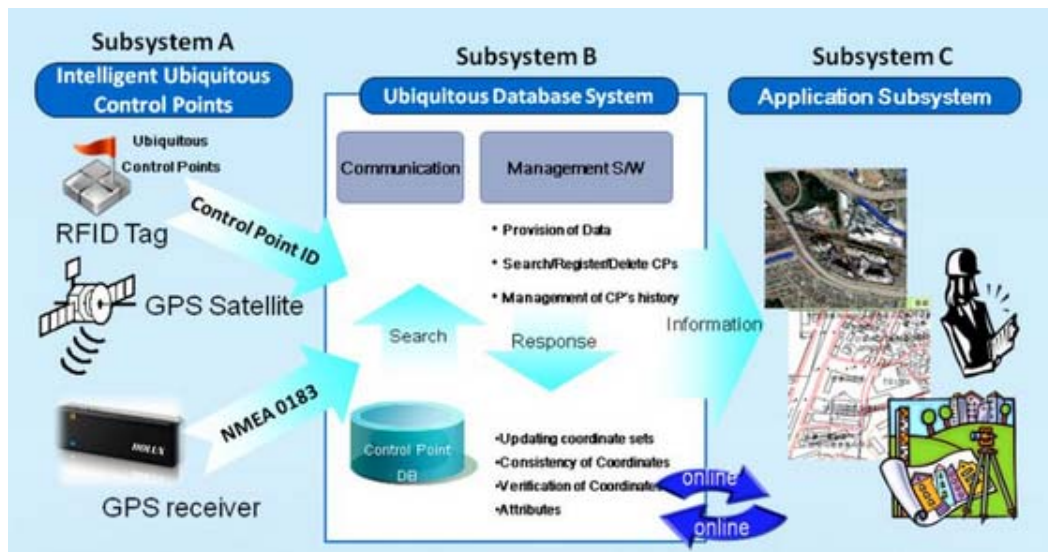 Subsystem A
Intelligent Ubiquitous
Control Points
Ubiquitous
Control Points
RFID Tag
Control Point ID
GPS Satellite
NMEA 0183
HOLUX
GPS receiver
Subsystem B
Ubiquitous Database System
Communication
Management S/W
• Provision of Data
• Search/Register/Delete CPs
• Management of CP's history
Search
Response
Control Point
DB
•Updating coordinate sets
•Consistency of Coordinates
•Verification of Coordinates
•Attributes
Information
online
online
Subsystem C
Application Subsystem